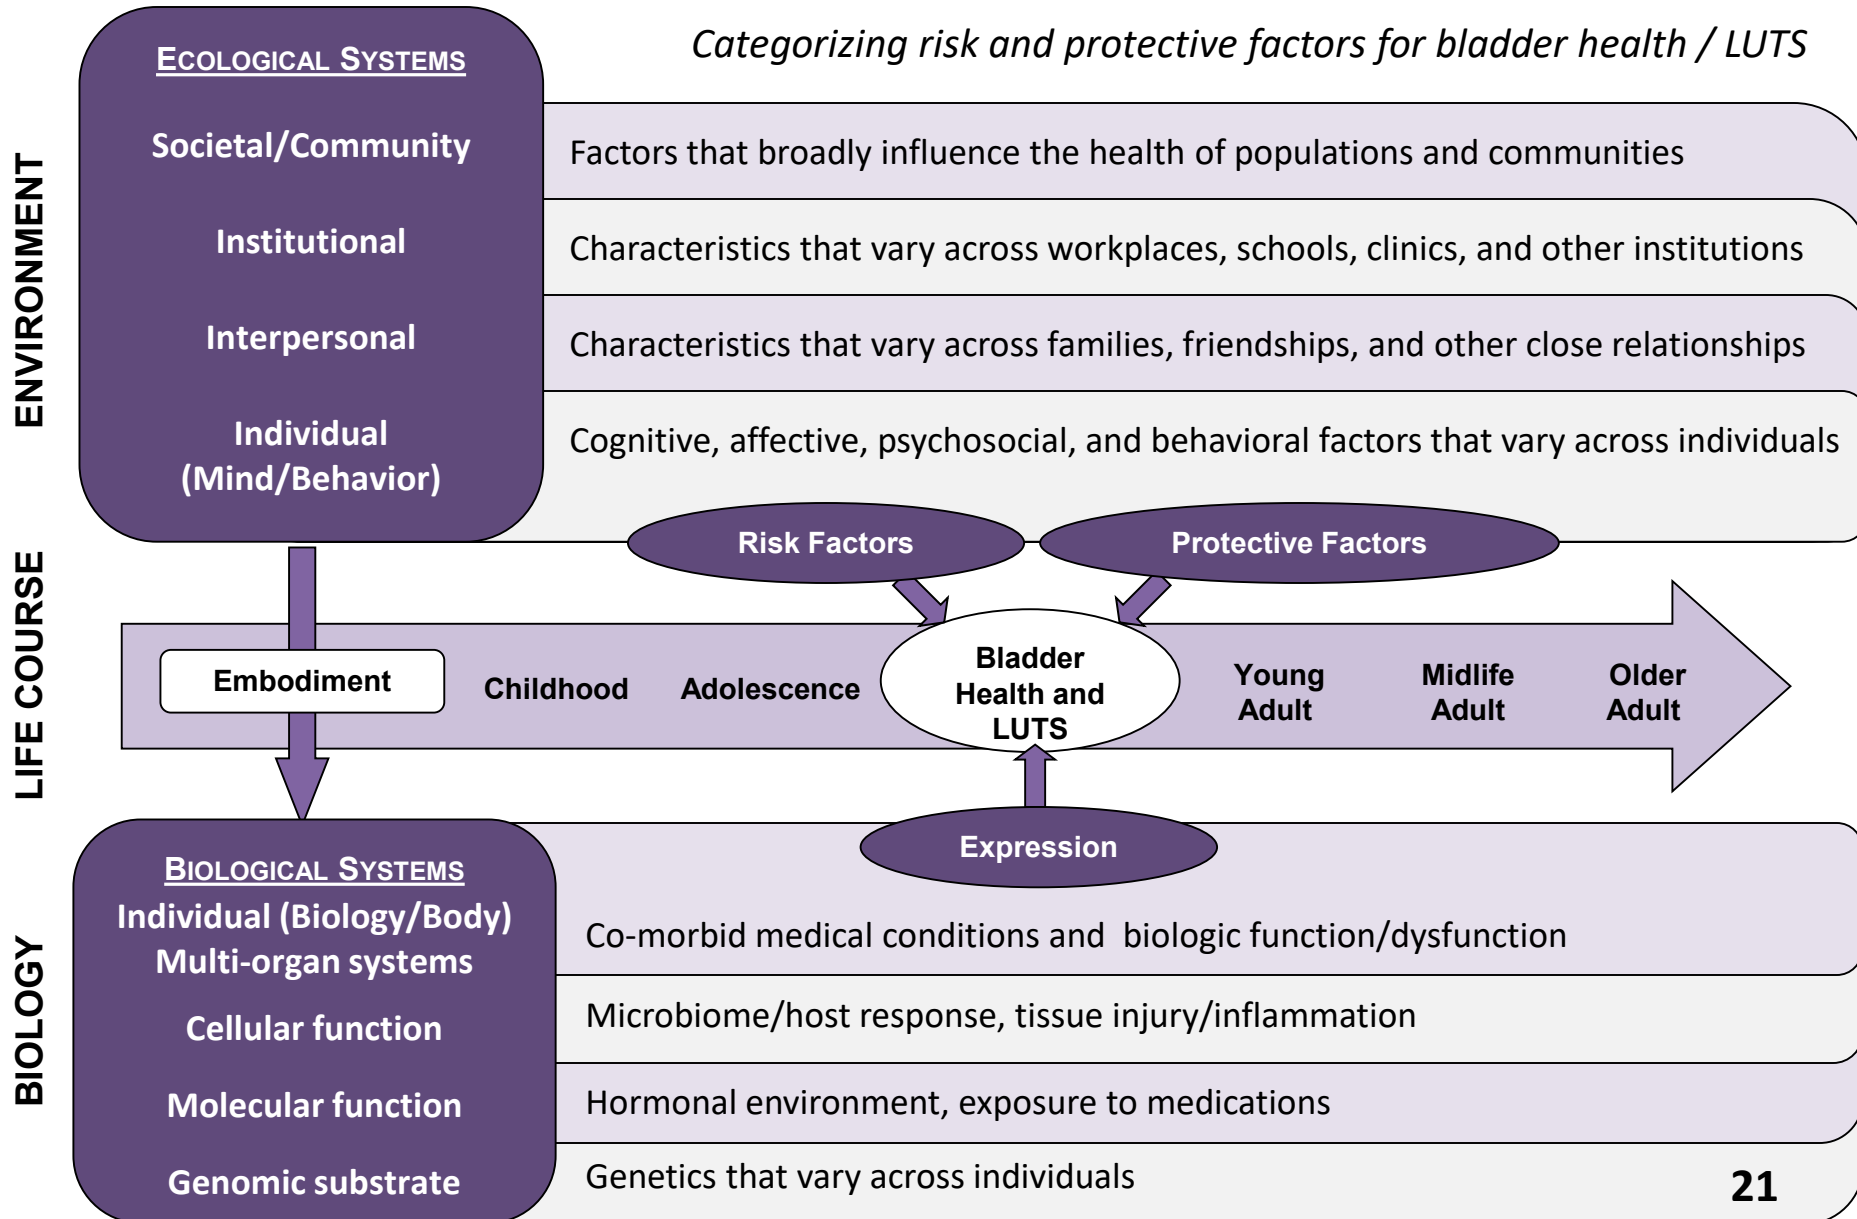 Categorizing risk and protective factors for bladder health / LUTS
ENVIRONMENT
ECOLOGICAL SYSTEMS
Societal/Community
Factors that broadly influence the health of populations and communities
Institutional
Characteristics that vary across workplaces, schools, clinics, and other institutions
Interpersonal
Characteristics that vary across families, friendships, and other close relationships
Individual
(Mind/Behavior)
Cognitive, affective, psychosocial, and behavioral factors that vary across individuals
Risk Factors
Protective Factors
LIFE COURSE
Embodiment
Childhood
Adolescence
Bladder
Health and
LUTS
Young
Adult
Midlife
Adult
Older
Adult
Expression
BIOLOGY
BIOLOGICAL SYSTEMS
Individual (Biology/Body)
Multi-organ systems
Co-morbid medical conditions and  biologic function/dysfunction
Cellular function
Microbiome/host response, tissue injury/inflammation
Molecular function
Hormonal environment, exposure to medications
Genomic substrate
Genetics that vary across individuals
21